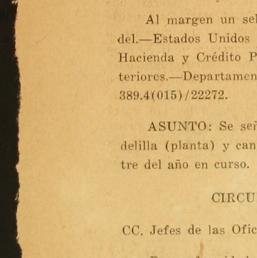 Al margen un sel
del.—Estados Unidos
Hacienda y Crédito P
teriores.—Departamen
389.4(015)/22272.
ASUNTO: Se señ
delilla (planta) y can
tre del año en curso.
CIRCU
CC. Jefes de las Ofic